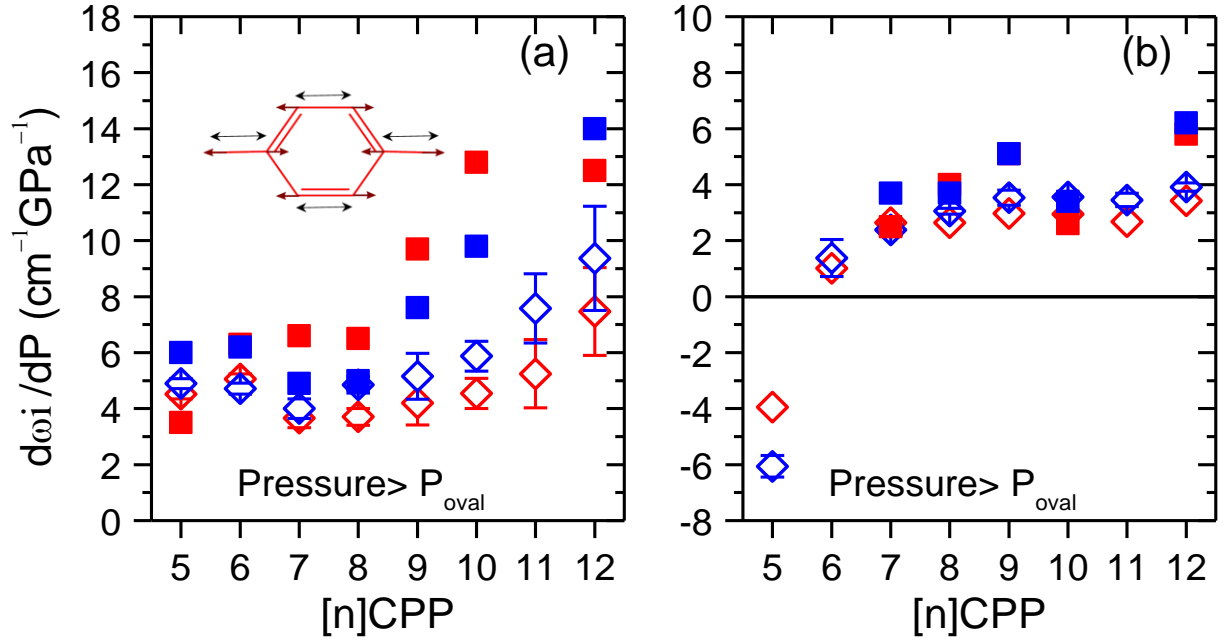 (a)
18
16
14
12
10
8
6
4
2
0
dωi /dP (cm⁻¹GPa⁻¹)
Pressure> P_oval
5 6 7 8 9 10 11 12
[n]CPP
(b)
10
8
6
4
2
0
-2
-4
-6
-8
Pressure> P_oval
5 6 7 8 9 10 11 12
[n]CPP